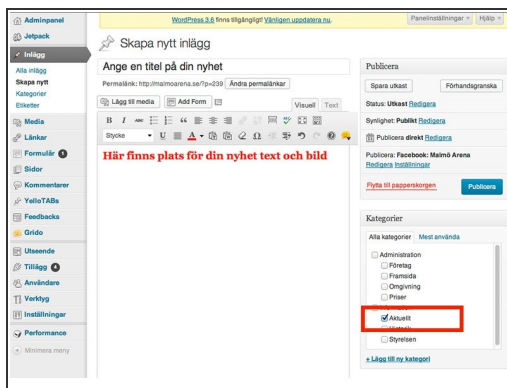 Adminpanel
Jetpack
Inlägg
Alla inlägg
Skapa nytt
Kategorier
Etiketter
Media
Länkar
Formulär 1
Sidor
Kommentarer
YelloTABs
Feedbacks
Grido
Utseende
Tillägg 4
Användare
Verktyg
Inställningar
Performance
Minimera meny
WordPress 3.6 finns tillgängligt! Vänligen uppdatera nu.
Panelinställningar
Hjälp
Skapa nytt inlägg
Ange en titel på din nyhet
Permalänk: http://malmoarena.se/?p=239 Ändra permalänkar
Lägg till media Add Form
Visuell Text
B I ABC
Stycke U A Ω
Här finns plats för din nyhet text och bild
Publicera
Spara utkast Förhandsgranska
Status: Utkast Redigera
Synlighet: Publikt Redigera
Publicera direkt Redigera
Publicera: Facebook: Malmö Arena
Redigera Inställningar
Flytta till papperskorgen Publicera
Kategorier
Alla kategorier Mest använda
Administration
Företag
Framsida
Omgivning
Priser
Aktuellt
Styrelsen
+ Lägg till ny kategori